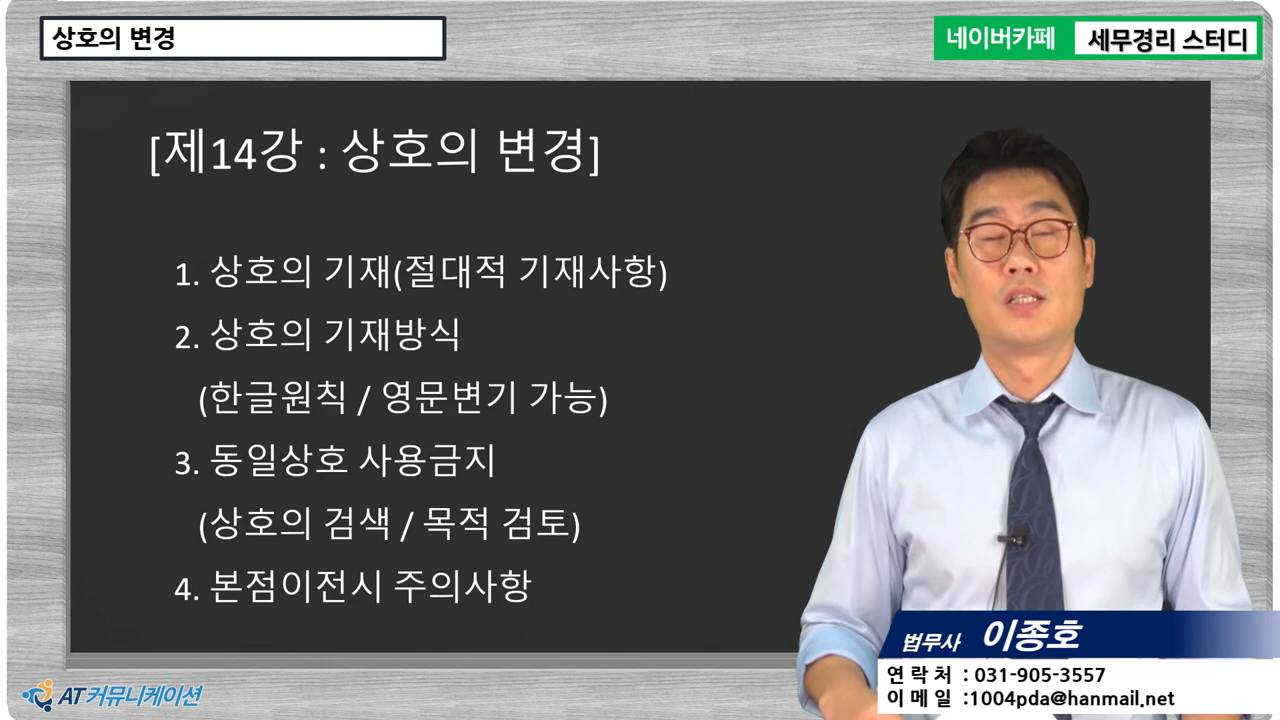 상호의 변경
네이버카페 세무경리 스터디
[제14강 : 상호의 변경]
1. 상호의 기재(절대적 기재사항)
2. 상호의 기재방식
(한글원칙 / 영문변기 가능)
3. 동일상호 사용금지
(상호의 검색 / 목적 검토)
4. 본점이전시 주의사항
법무사 이종호
연 락 처 : 031-905-3557
이 메 일 :1004pda@hanmail.net
AT커뮤니케이션